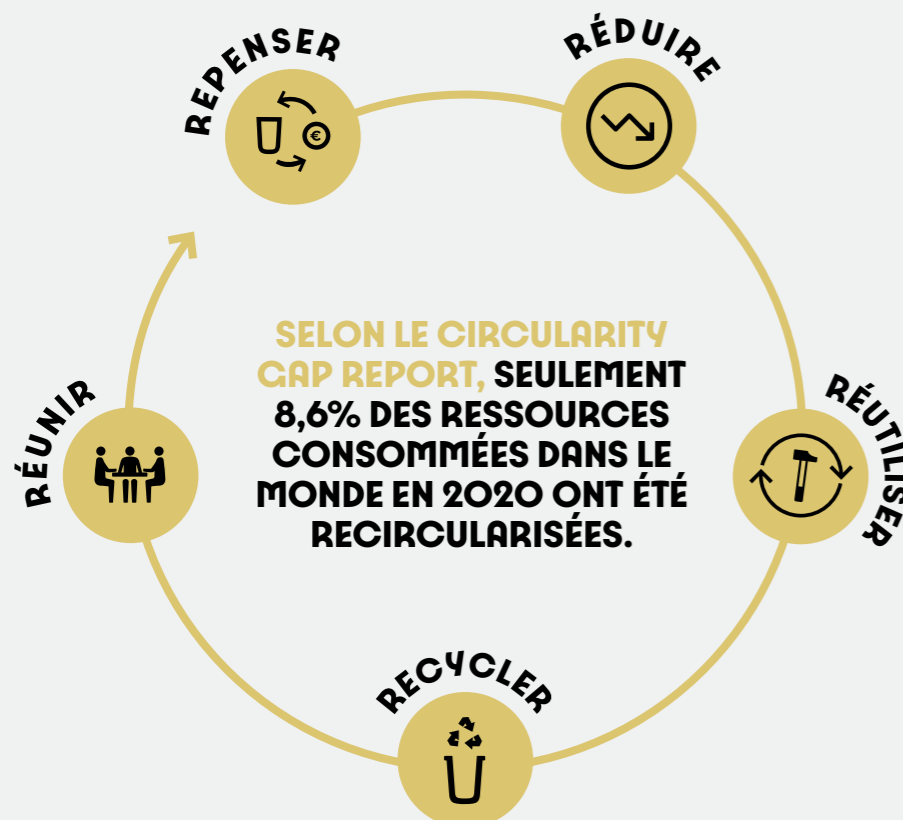 REPENSER
RÉDUIRE
SELON LE CIRCULARITY
GAP REPORT, SEULEMENT
8,6% DES RESSOURCES
CONSOMMÉES DANS LE
MONDE EN 2020 ONT ÉTÉ
RECIRCULARISÉES.
RÉUTILISER
RÉUNIR
RECYCLER
€